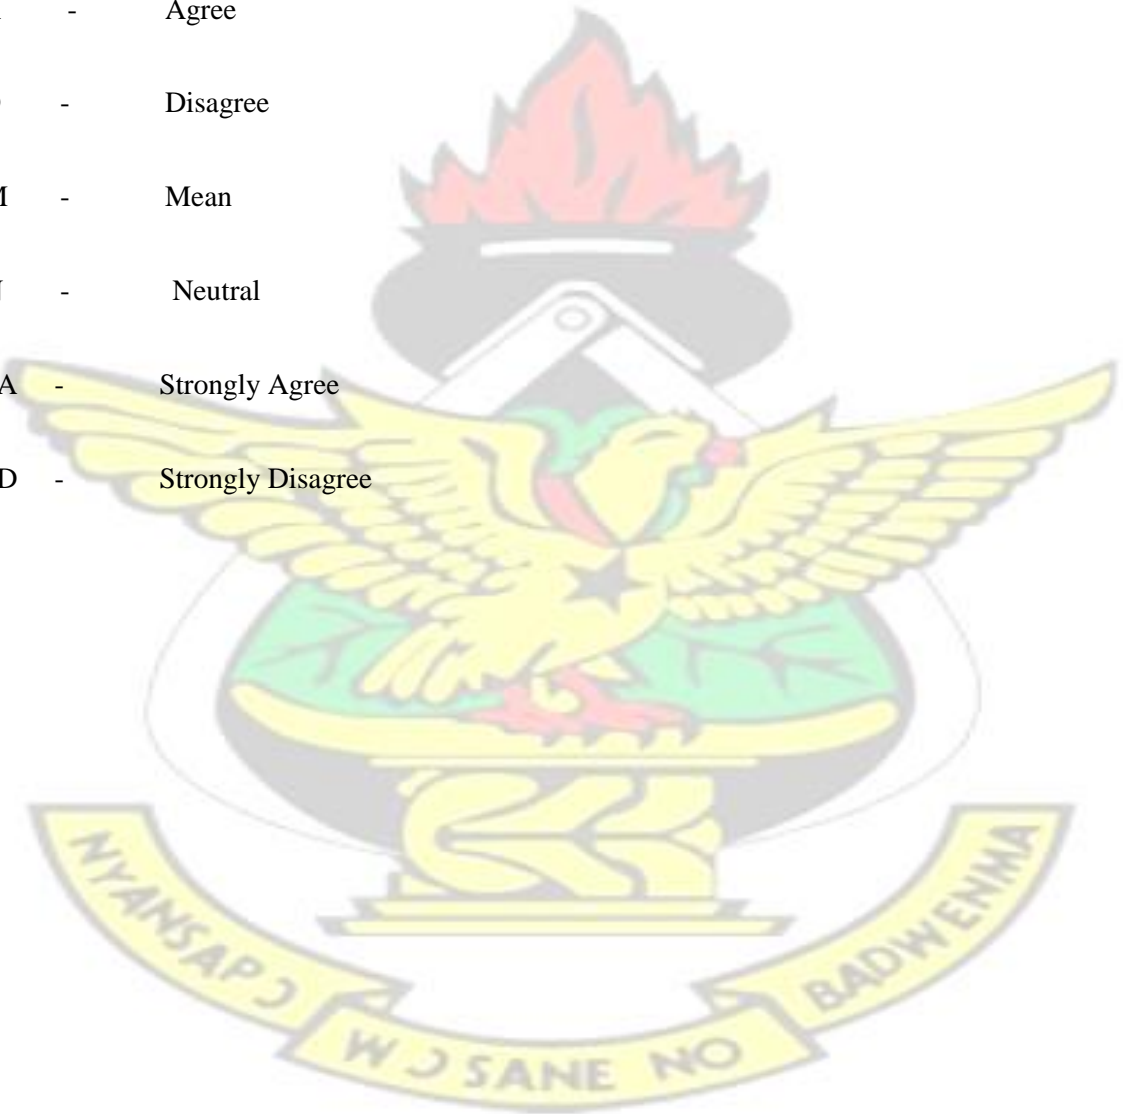 - Agree
- Disagree
- Mean
- Neutral
A - Strongly Agree
D - Strongly Disagree
NYANSAPƆ
WƆSANE NO
BADWENMA